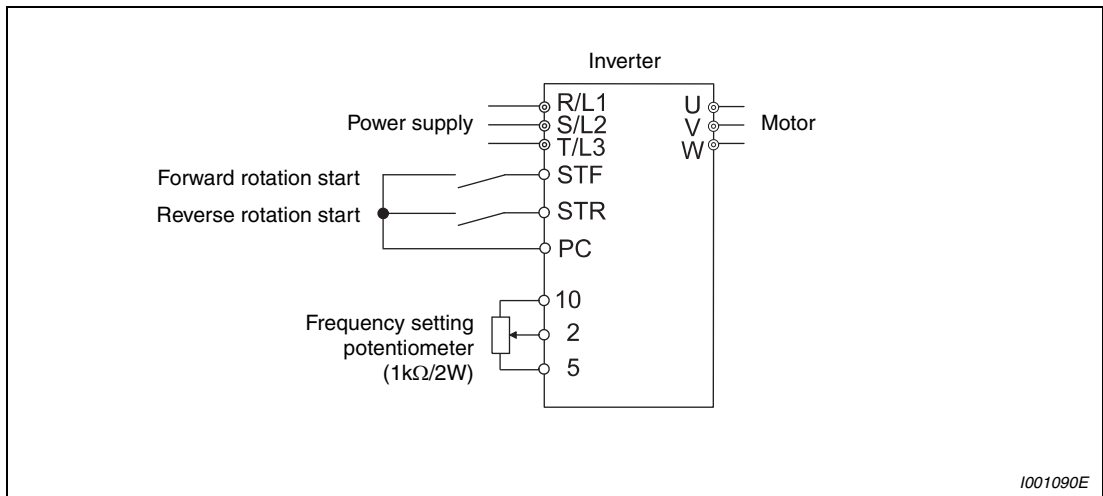 Inverter
Power supply
R/L1
S/L2
T/L3
U
V
W
Motor
Forward rotation start
STF
Reverse rotation start
STR
PC
Frequency setting
potentiometer
(1kΩ/2W)
10
2
5
I001090E